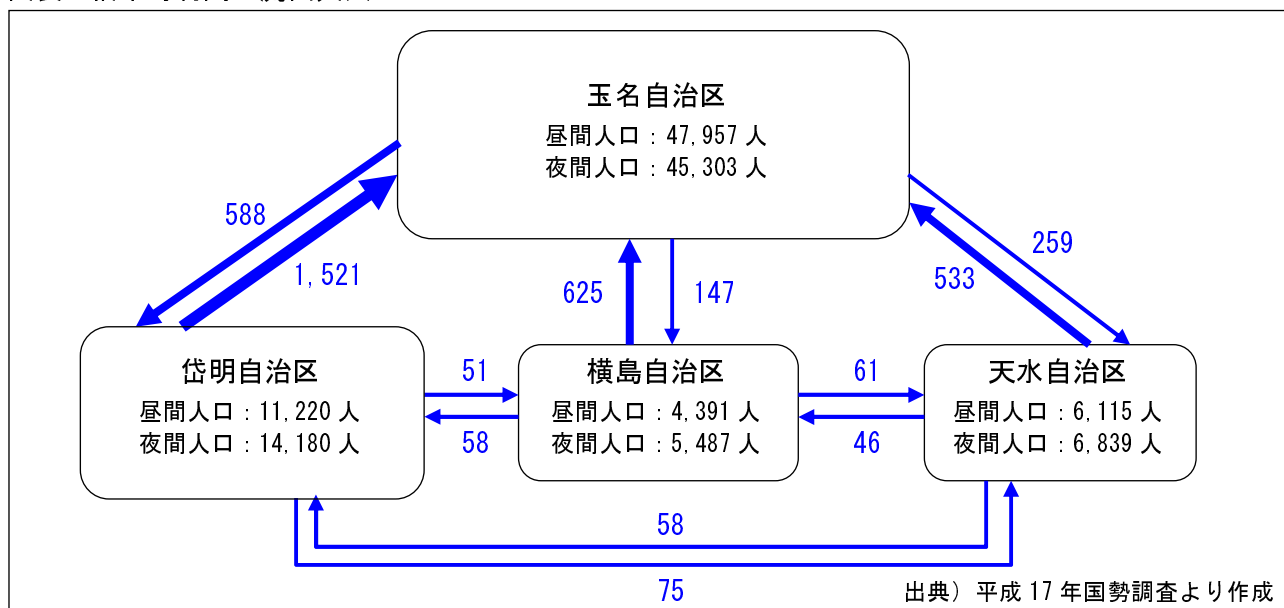 玉名自治区
昼間人口：47,957 人
夜間人口：45,303 人
588
1,521
625
147
259
533
岱明自治区
昼間人口：11,220 人
夜間人口：14,180 人
51
58
横島自治区
昼間人口：4,391 人
夜間人口：5,487 人
61
46
天水自治区
昼間人口：6,115 人
夜間人口：6,839 人
58
75
出典）平成 17 年国勢調査より作成